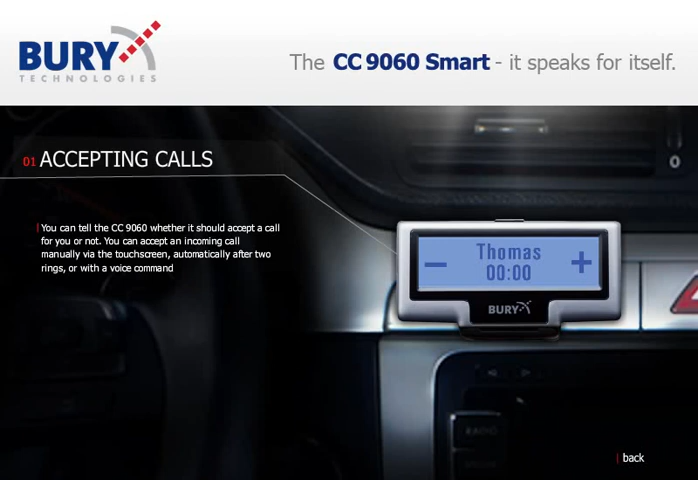 BURY
TECHNOLOGIES
The CC 9060 Smart - it speaks for itself.
01 ACCEPTING CALLS
You can tell the CC 9060 whether it should accept a call
for you or not. You can accept an incoming call
manually via the touchscreen, automatically after two
rings, or with a voice command
Thomas
− 00:00 +
BURY
0
RADIO
back